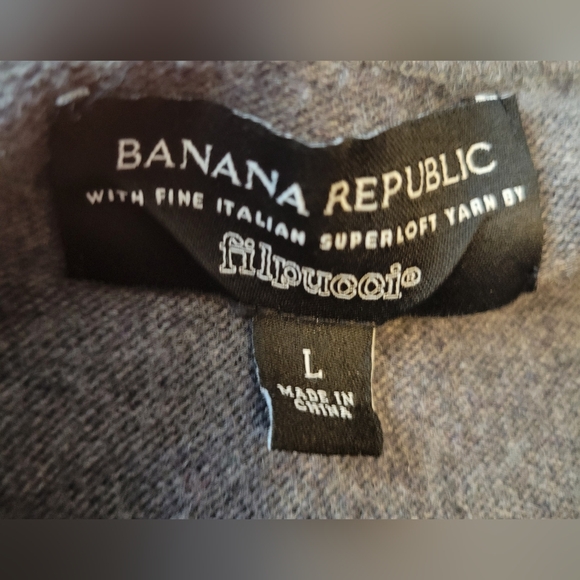 BANANA REPUBLIC
WITH FINE ITALIAN SUPERLOFT YARN BY
filpucci®
L
MADE IN
CHINA